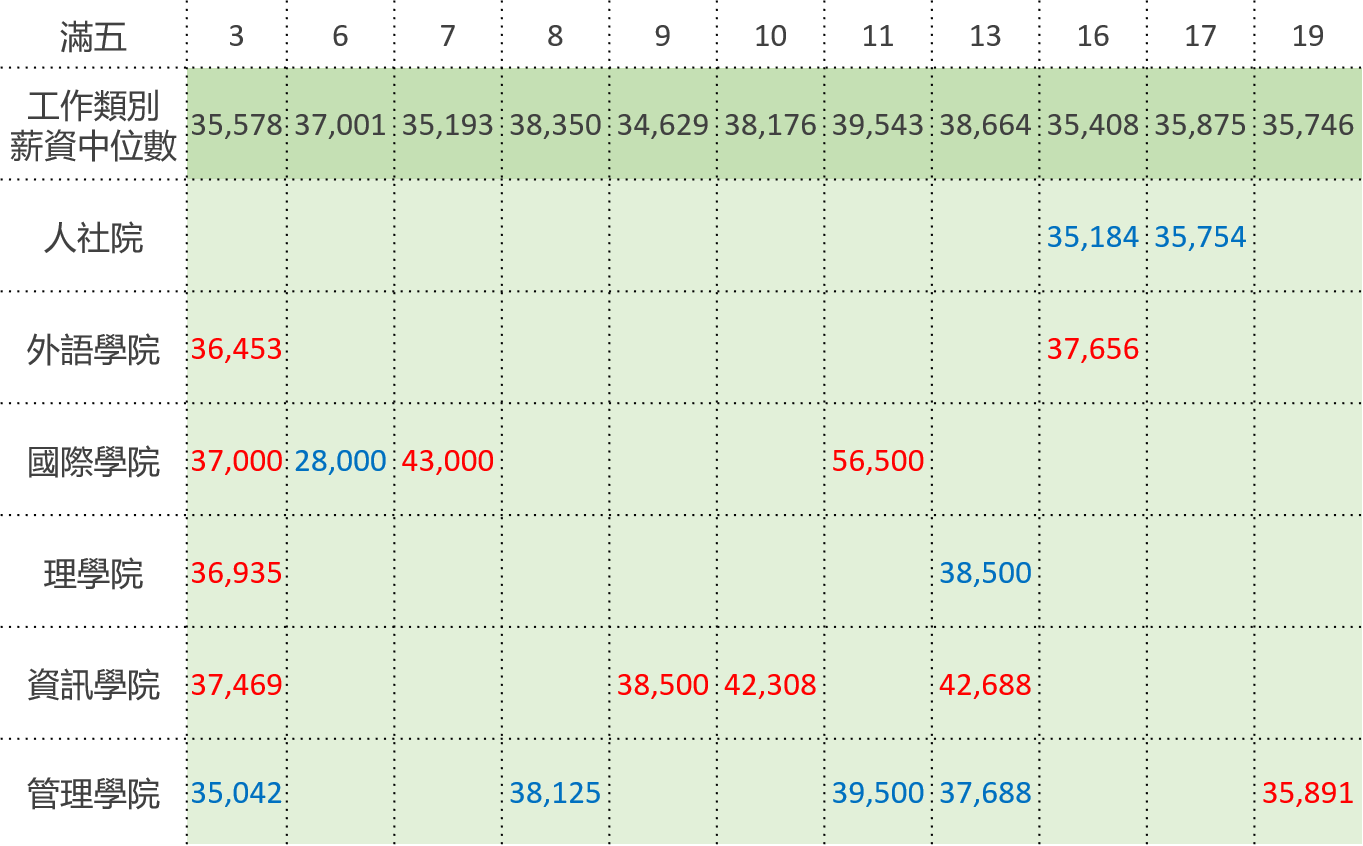 滿五 3 6 7 8 9 10 11 13 16 17 19
工作類別
薪資中位數 35,578 37,001 35,193 38,350 34,629 38,176 39,543 38,664 35,408 35,875 35,746
人社院 35,184 35,754
外語學院 36,453 37,656
國際學院 37,000 28,000 43,000 56,500
理學院 36,935 38,500
資訊學院 37,469 38,500 42,308 42,688
管理學院 35,042 38,125 39,500 37,688 35,891